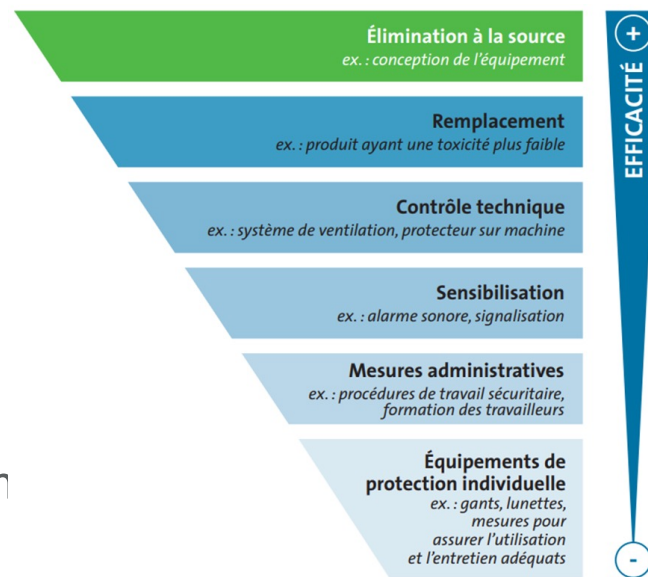 Élimination à la source
ex. : conception de l'équipement
Remplacement
ex. : produit ayant une toxicité plus faible
Contrôle technique
ex. : système de ventilation, protecteur sur machine
Sensibilisation
ex. : alarme sonore, signalisation
Mesures administratives
ex. : procédures de travail sécuritaire,
formation des travailleurs
Équipements de
protection individuelle
ex. : gants, lunettes,
mesures pour
assurer l'utilisation
et l'entretien adéquats
+
EFFICACITÉ
-